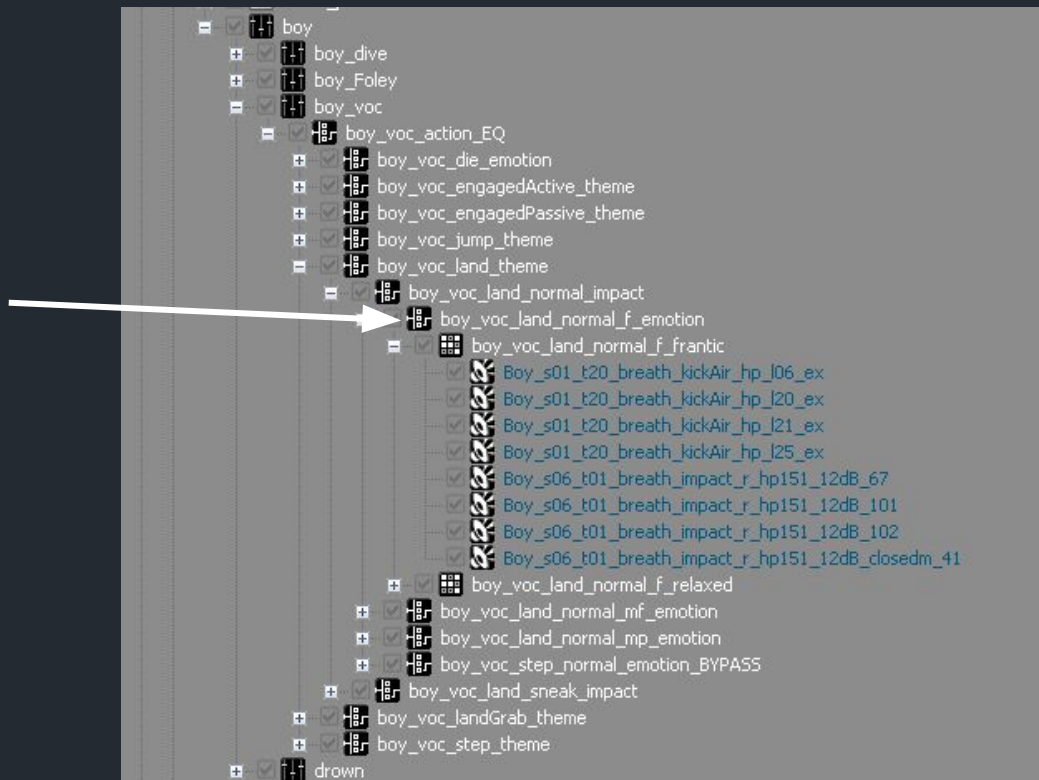 boy
boy_dive
boy_Foley
boy_voc
boy_voc_action_EQ
boy_voc_die_emotion
boy_voc_engagedActive_theme
boy_voc_engagedPassive_theme
boy_voc_jump_theme
boy_voc_land_theme
boy_voc_land_normal_impact
boy_voc_land_normal_f_emotion
boy_voc_land_normal_f_frantic
Boy_s01_t20_breath_kickAir_hp_l06_ex
Boy_s01_t20_breath_kickAir_hp_l20_ex
Boy_s01_t20_breath_kickAir_hp_l21_ex
Boy_s01_t20_breath_kickAir_hp_l25_ex
Boy_s06_t01_breath_impact_r_hp151_12dB_67
Boy_s06_t01_breath_impact_r_hp151_12dB_101
Boy_s06_t01_breath_impact_r_hp151_12dB_102
Boy_s06_t01_breath_impact_r_hp151_12dB_closedm_41
boy_voc_land_normal_f_relaxed
boy_voc_land_normal_mf_emotion
boy_voc_land_normal_mp_emotion
boy_voc_step_normal_emotion_BYPASS
boy_voc_land_sneak_impact
boy_voc_landGrab_theme
boy_voc_step_theme
drown